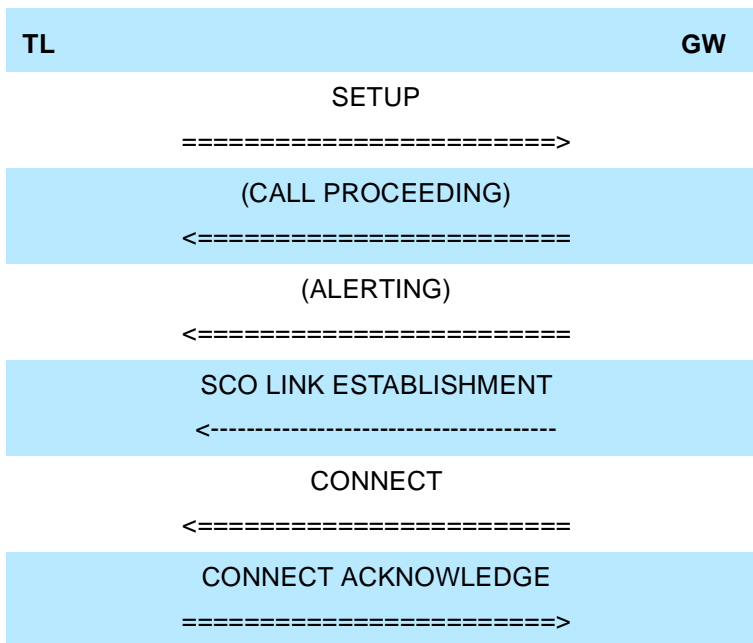 TL GW
SETUP
========================>
(CALL PROCEEDING)
<========================
(ALERTING)
<========================
SCO LINK ESTABLISHMENT
<---------------------------------------
CONNECT
<========================
CONNECT ACKNOWLEDGE
========================>